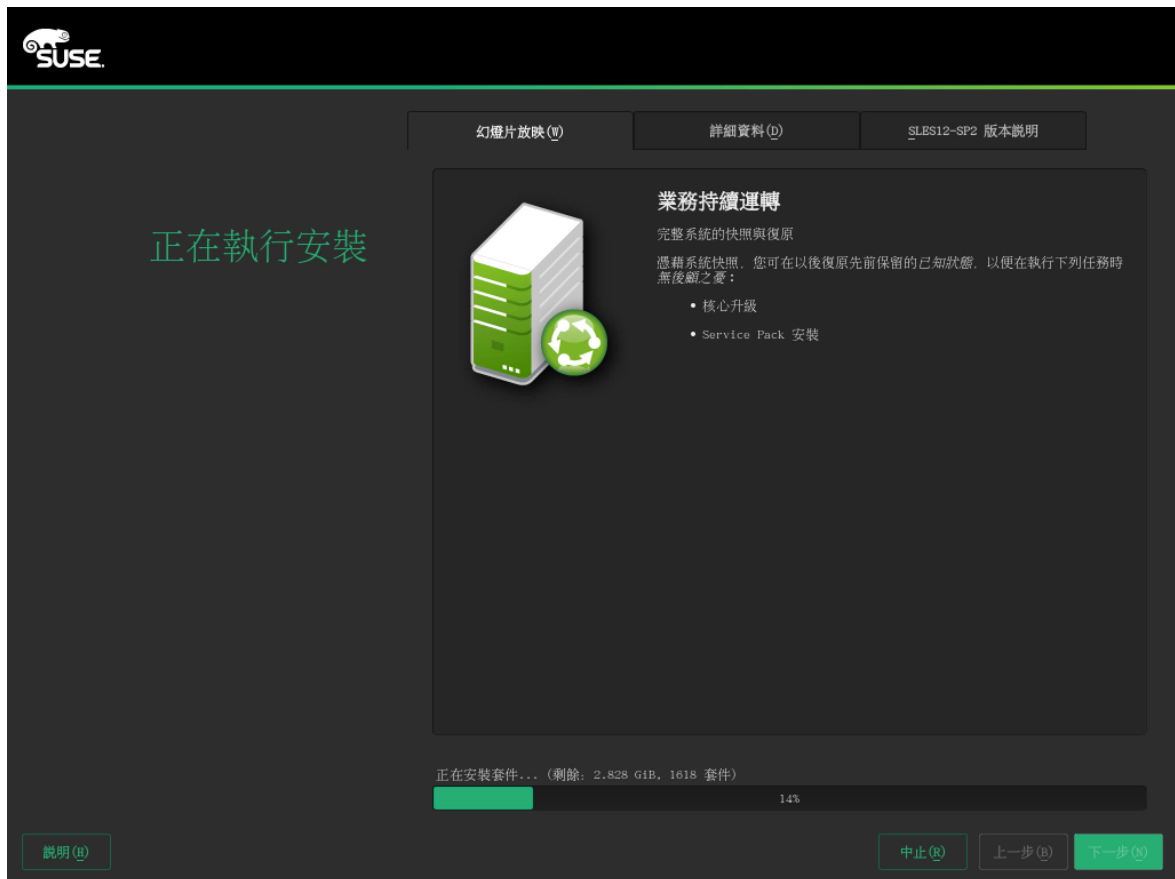 SUSE.
幻燈片放映(W)
詳細資料(D)
SLES12-SP2 版本說明
正在執行安裝
業務持續運轉
完整系統的快照與復原
憑藉系統快照，您可在以後復原先前保留的已知狀態，以便在執行下列任務時
無後顧之憂：
• 核心升級
• Service Pack 安裝
正在安裝套件... (剩餘: 2.828 GiB, 1618 套件)
14%
說明(H)
中止(R)
上一步(B)
下一步(N)